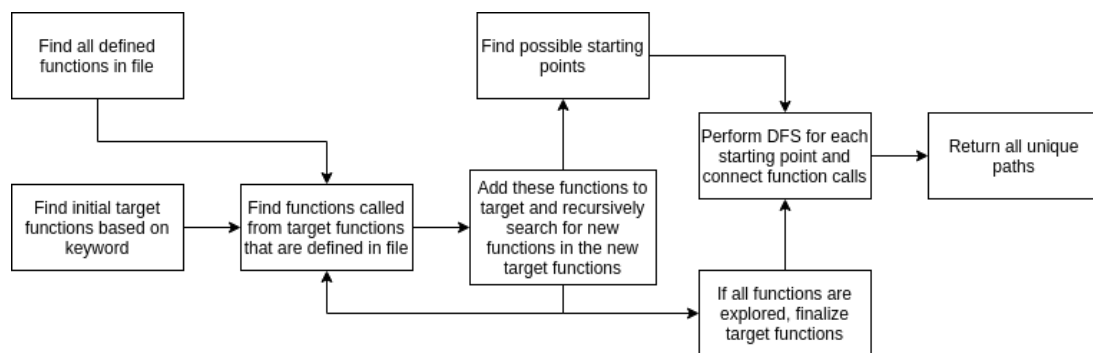 Find all defined
functions in file
Find initial target
functions based on
keyword
Find functions called
from target functions
that are defined in file
Add these functions to
target and recursively
search for new
functions in the new
target functions
Find possible starting
points
If all functions are
explored, finalize
target functions
Perform DFS for each
starting point and
connect function calls
Return all unique
paths